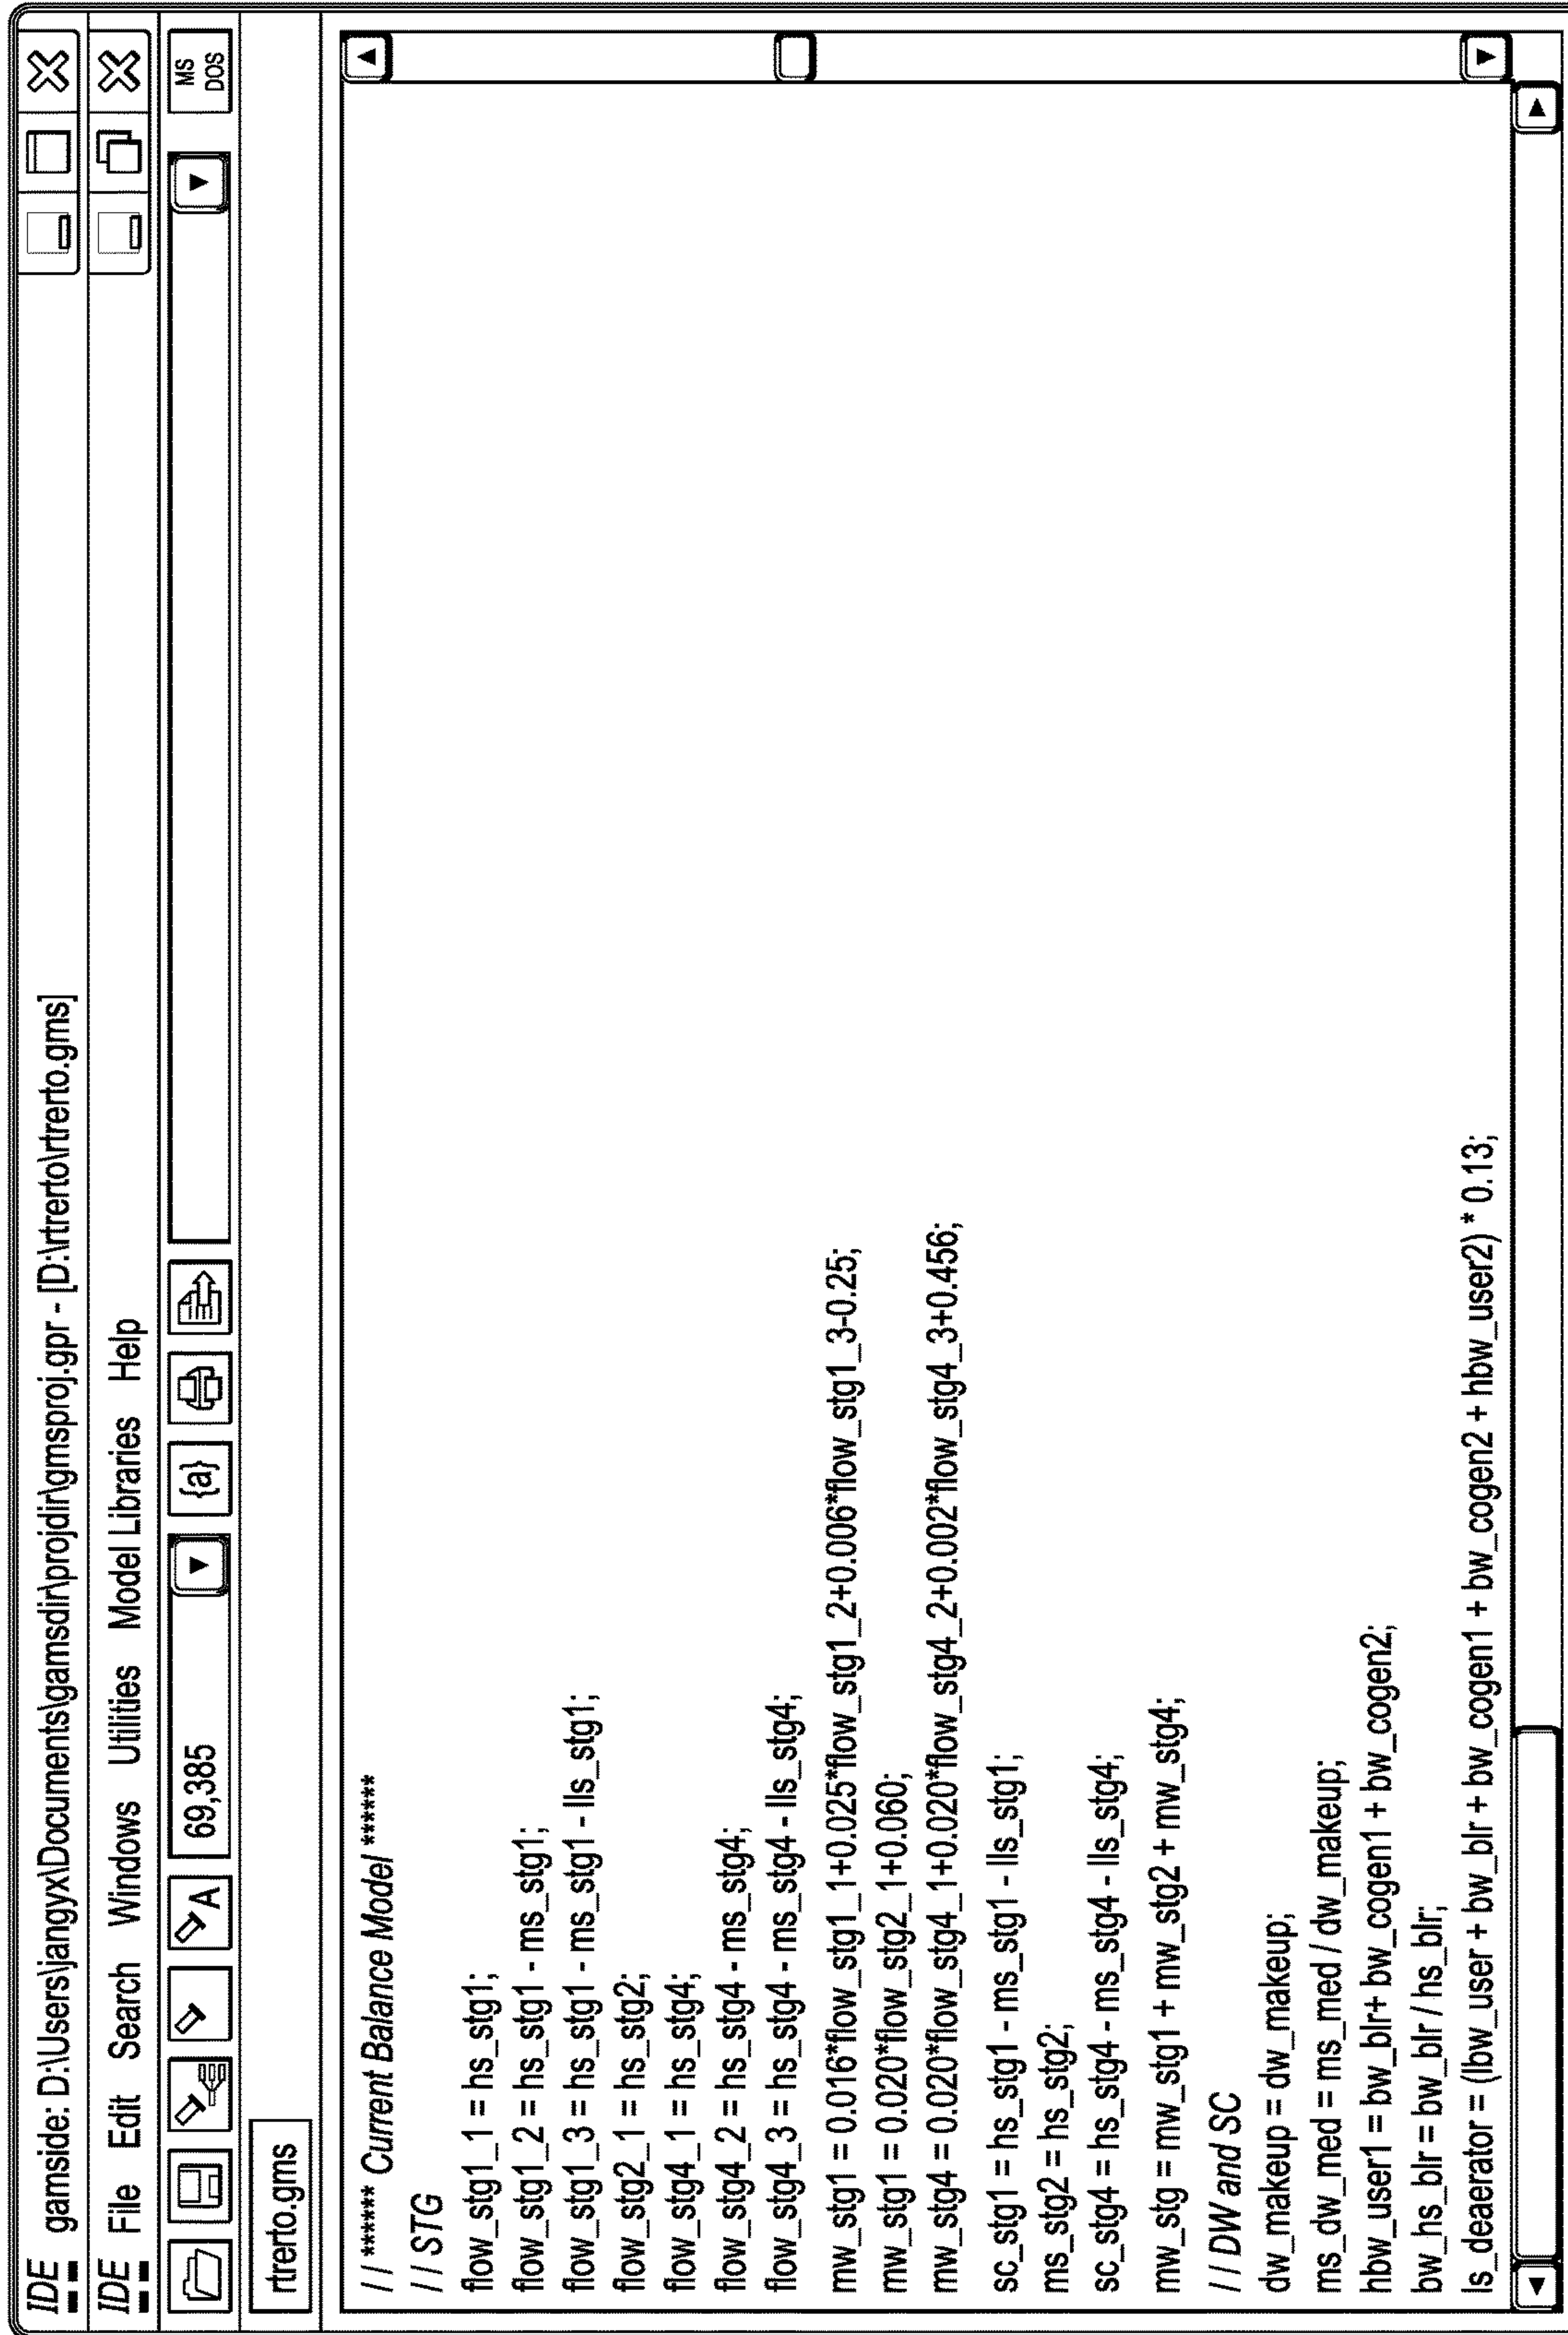 IDE gamside: D:\Users\jangyx\Documents\gamsdir\projdir\gmsproj.gpr - [D:\rtrerto\rtrerto.gms]
IDE File Edit Search Windows Utilities Model Libraries Help
A 69,385 {a} MS DOS
rtrerto.gms
// ****** Current Balance Model ******
// STG
flow_stg1_1 = hs_stg1;
flow_stg1_2 = hs_stg1 - ms_stg1;
flow_stg1_3 = hs_stg1 - ms_stg1 - lls_stg1;
flow_stg2_1 = hs_stg2;
flow_stg4_1 = hs_stg4;
flow_stg4_2 = hs_stg4 - ms_stg4;
flow_stg4_3 = hs_stg4 - ms_stg4 - lls_stg4;
mw_stg1 = 0.016*flow_stg1_1+0.025*flow_stg1_2+0.006*flow_stg1_3-0.25;
mw_stg1 = 0.020*flow_stg2_1+0.060;
mw_stg4 = 0.020*flow_stg4_1+0.020*flow_stg4_2+0.002*flow_stg4_3+0.456;
sc_stg1 = hs_stg1 - ms_stg1 - lls_stg1;
ms_stg2 = hs_stg2;
sc_stg4 = hs_stg4 - ms_stg4 - lls_stg4;
mw_stg = mw_stg1 + mw_stg2 + mw_stg4;
// DW and SC
dw_makeup = dw_makeup;
ms_dw_med = ms_med / dw_makeup;
hbw_user1 = bw_blr+ bw_cogen1 + bw_cogen2;
bw_hs_blr = bw_blr / hs_blr;
ls_deaerator = (lbw_user + bw_blr + bw_cogen1 + bw_cogen2 + hbw_user2) * 0.13;